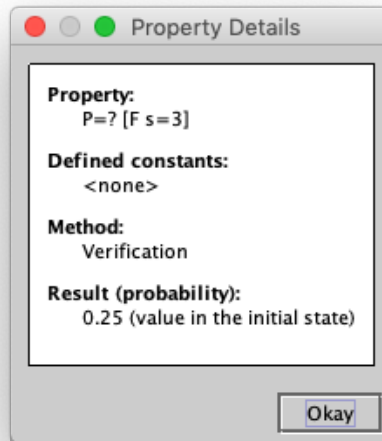 Property Details
Property:
P=? [F s=3]
Defined constants:
<none>
Method:
Verification
Result (probability):
0.25 (value in the initial state)
Okay